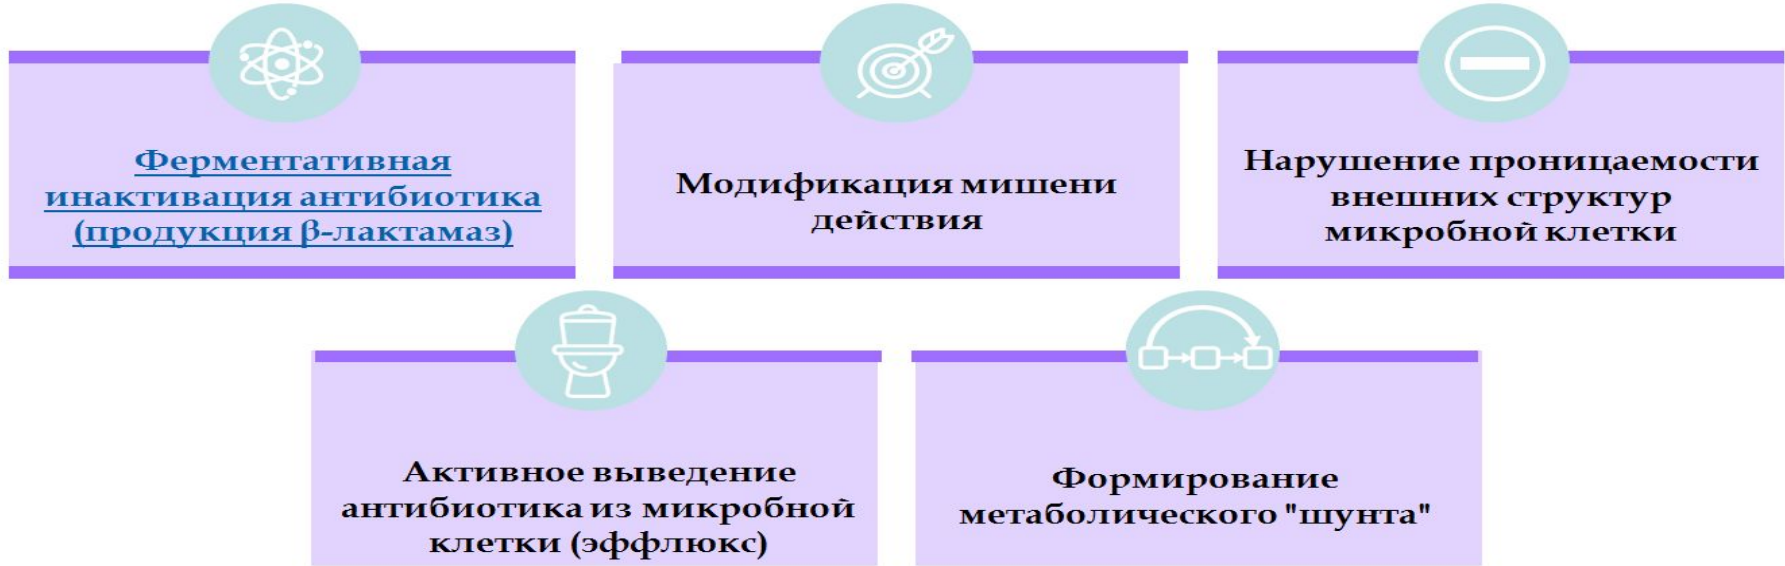 Ферментативная
инактивация антибиотика
(продукция β-лактамаз)
Модификация мишени
действия
Нарушение проницаемости
внешних структур
микробной клетки
Активное выведение
антибиотика из микробной
клетки (эффлюкс)
Формирование
метаболического "шунта"